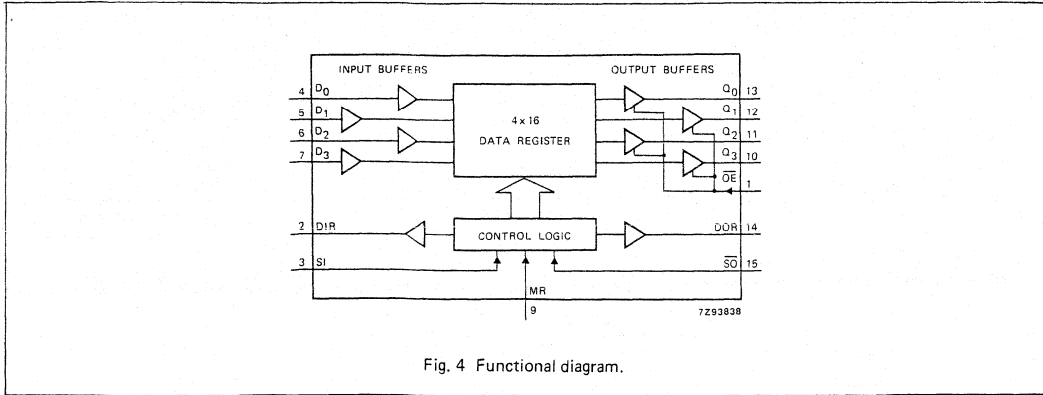 INPUT BUFFERS
OUTPUT BUFFERS
4 D0
5 D1
6 D2
7 D3
4 x 16
DATA REGISTER
Q0 13
Q1 12
Q2 11
Q3 10
OE 1
2 DIR
CONTROL LOGIC
DOR 14
3 SI
SO 15
MR
9
7Z93838
Fig. 4 Functional diagram.